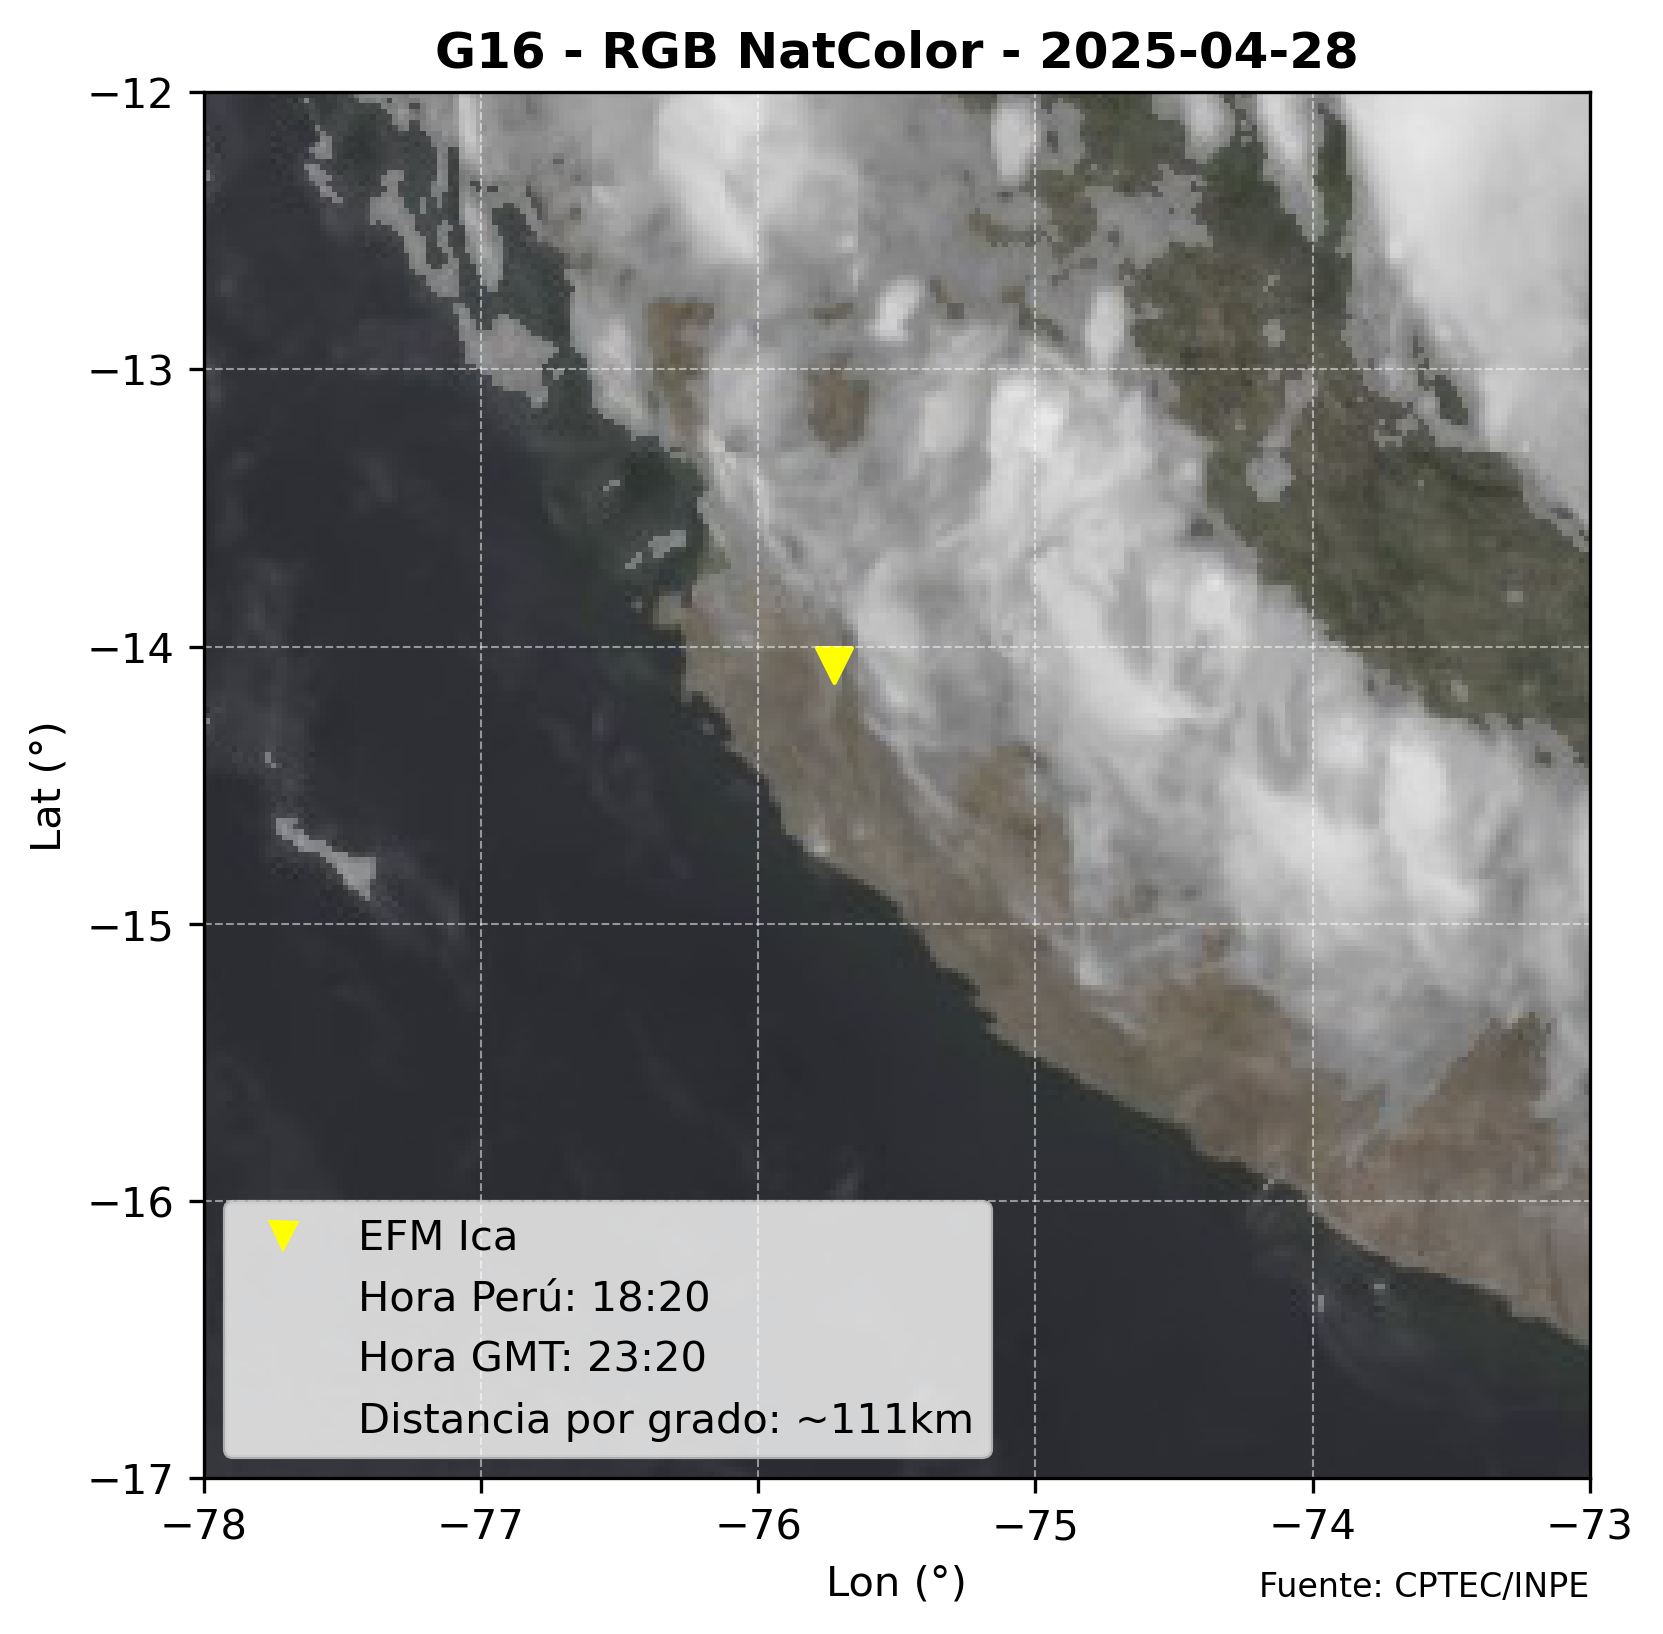 G16 - RGB NatColor - 2025-04-28
−12
−13
−14
−15
−16
−17
Lat (°)
EFM Ica
Hora Perú: 18:20
Hora GMT: 23:20
Distancia por grado: ~111km
−78 −77 −76 −75 −74 −73
Lon (°)
Fuente: CPTEC/INPE